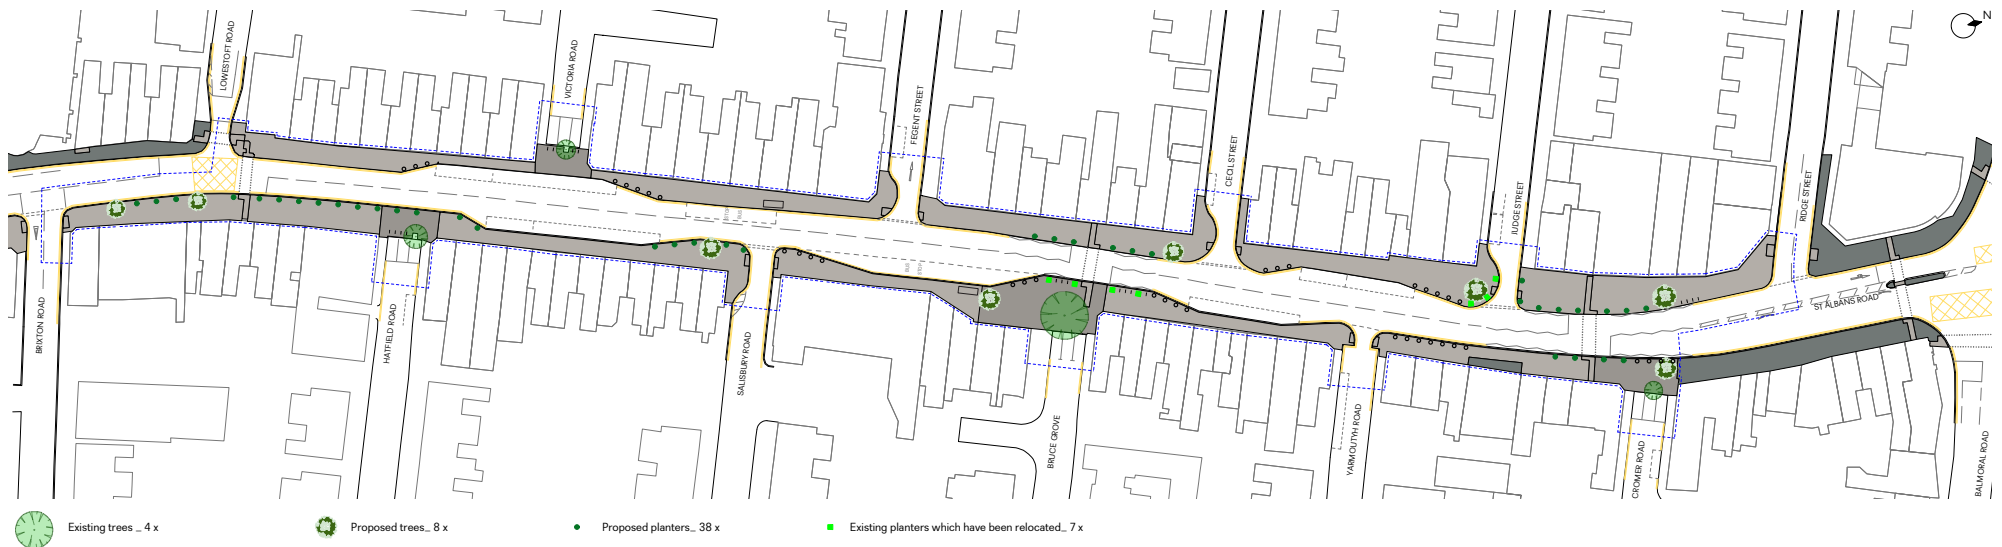 N
LOWESTOFT ROAD
VICTORIA ROAD
FEGENT STREET
CECIL STREET
JUDGE STREET
RIDGE STREET
ST ALBANS ROAD
BRIXTON ROAD
HATFIELD ROAD
SALISBURY ROAD
BRUCE GROVE
YARMOUTYH ROAD
CROMER ROAD
BALMORAL ROAD
Existing trees _ 4 x
Proposed trees_ 8 x
Proposed planters_ 38 x
Existing planters which have been relocated_ 7 x